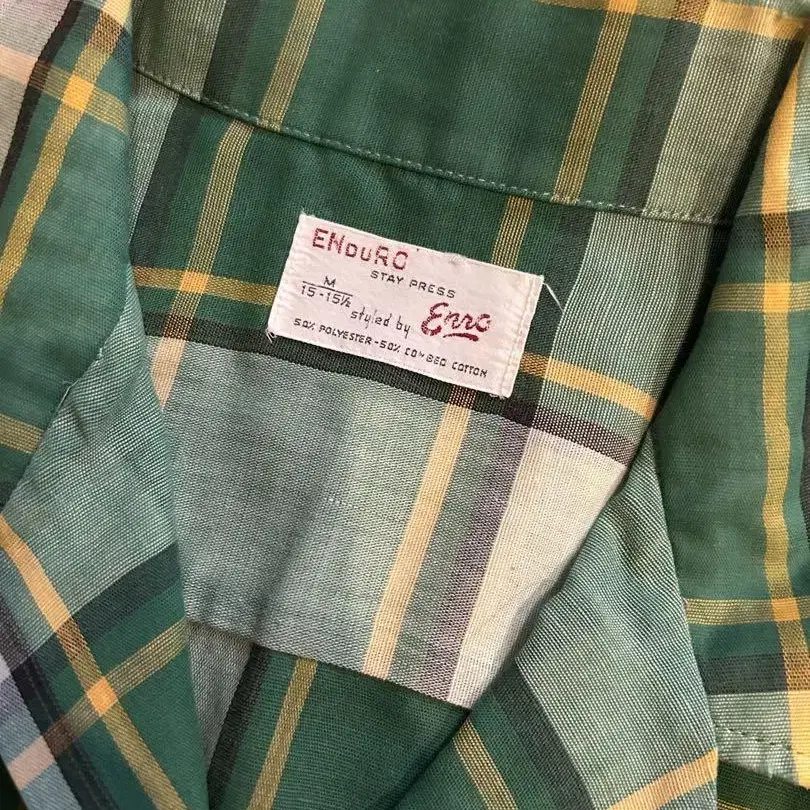 ENDURO
STAY PRESS
M
15-15½
styled by Enro
50% POLYESTER-50% COMBED COTTON